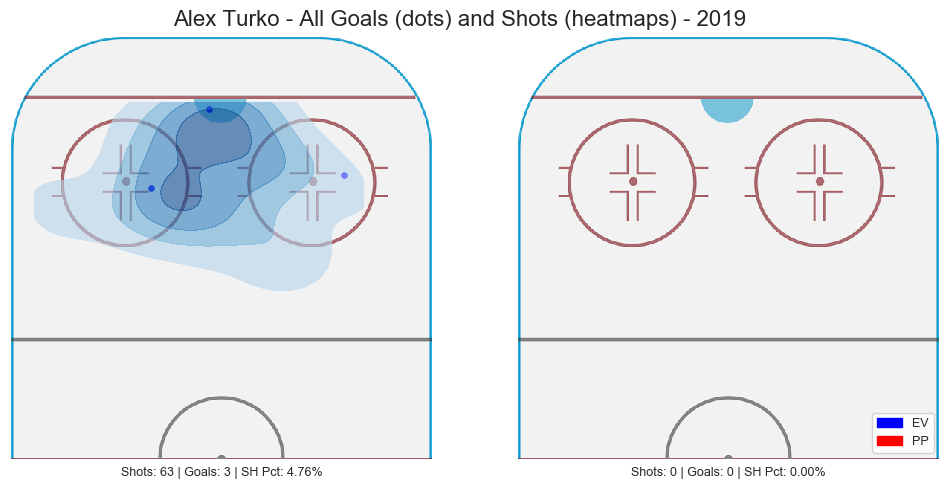 Alex Turko - All Goals (dots) and Shots (heatmaps) - 2019
EV
PP
Shots: 63 | Goals: 3 | SH Pct: 4.76%
Shots: 0 | Goals: 0 | SH Pct: 0.00%